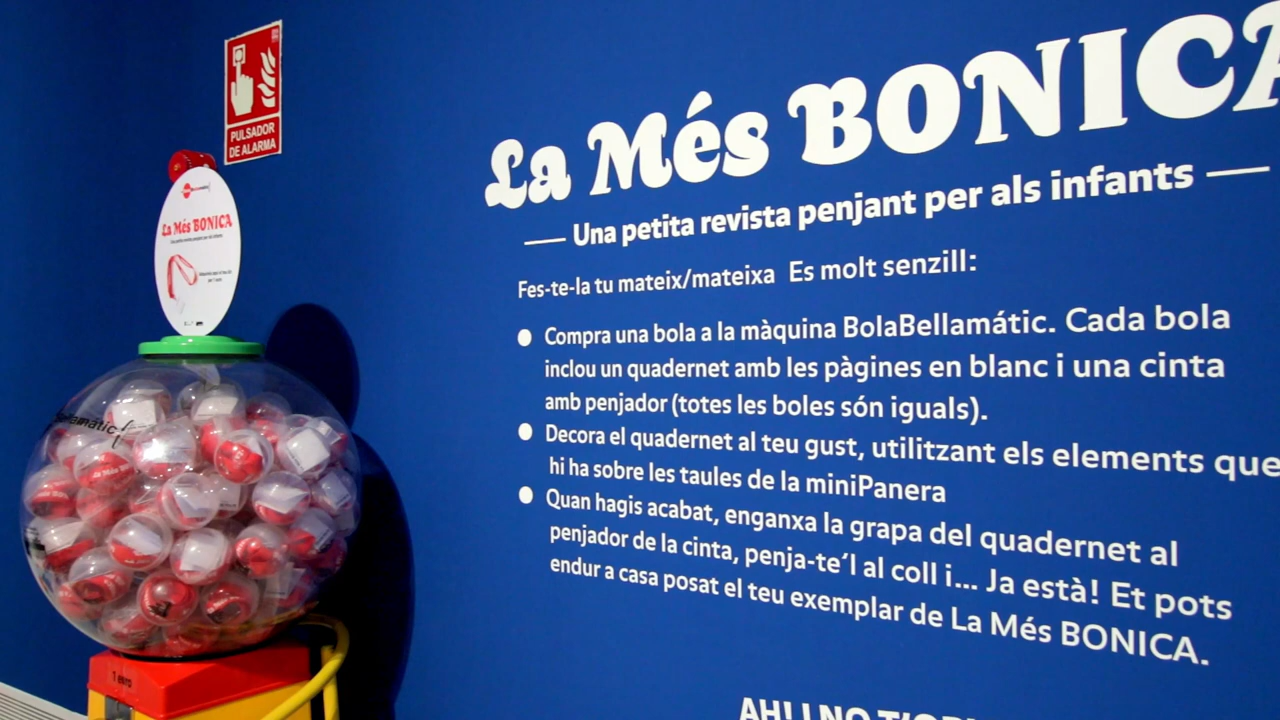 PULSADOR
DE ALARMA
La Més BONICA
La Més BONICA
Una petita revista penjant per als infants
Fes-te-la tu mateix/mateixa Es molt senzill:
Compra una bola a la màquina BolaBellamátic. Cada bola
inclou un quadernet amb les pàgines en blanc i una cinta
amb penjador (totes les boles són iguals).
Decora el quadernet al teu gust, utilitzant els elements que
hi ha sobre les taules de la miniPanera
Quan hagis acabat, enganxa la grapa del quadernet al
penjador de la cinta, penja-te'l al coll i... Ja està! Et pots
endur a casa posat el teu exemplar de La Més BONICA.
AH! I NO
1 euro